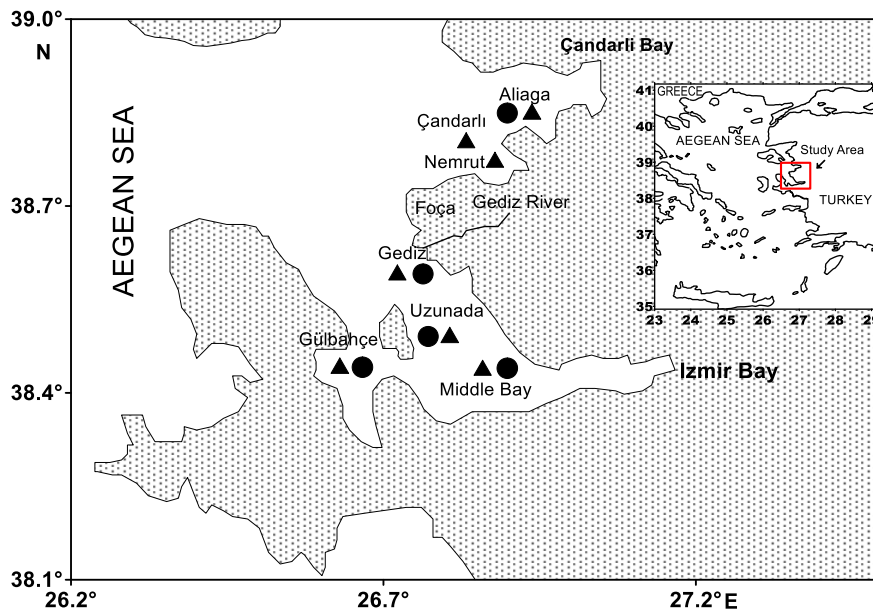 39.0°
N
Çandarli Bay
Aliaga
Çandarlı
Nemrut
AEGEAN SEA
38.7°
Foça
Gediz River
Gediz
Uzunada
Gülbahçe
38.4°
Middle Bay
Izmir Bay
38.1°
26.2°
26.7°
27.2° E
41
GREECE
40
AEGEAN SEA
39
Study Area
38
TURKEY
37
36
35
23
24
25
26
27
28
29